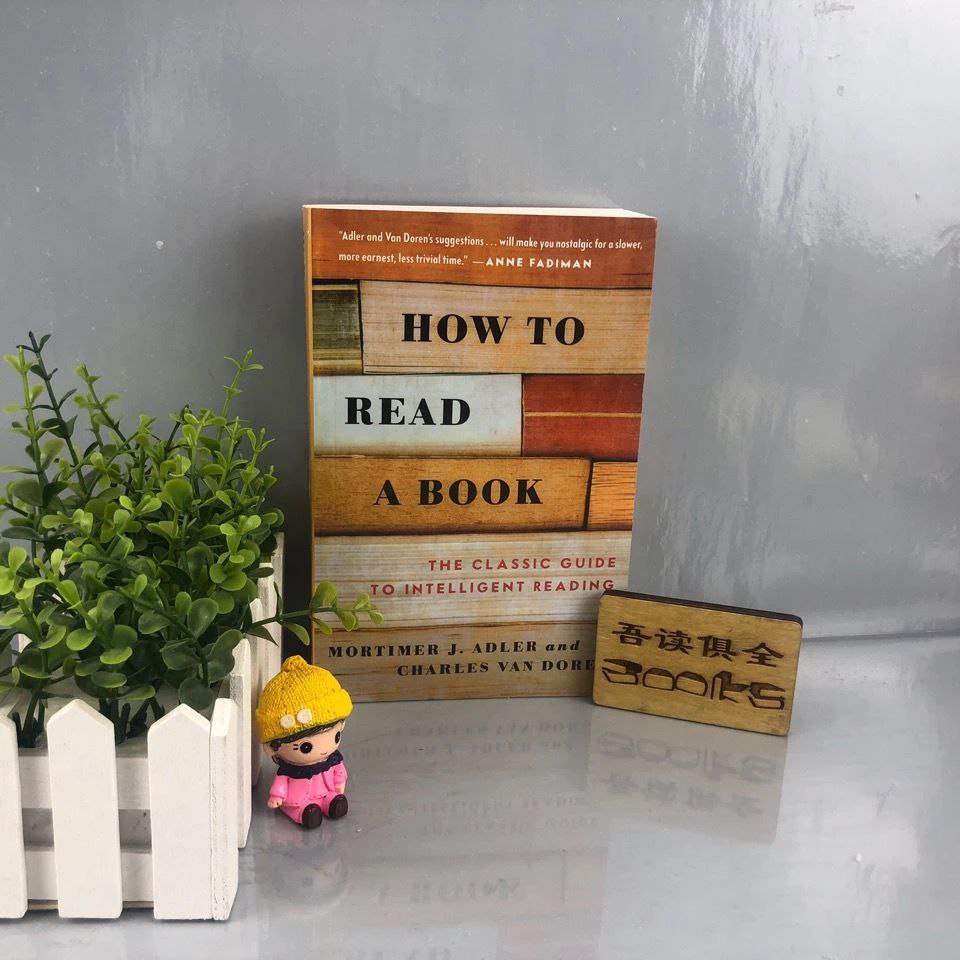 "Adler and Van Doren's suggestions . . . will make you nostalgic for a slower,
more earnest, less trivial time." —ANNE FADIMAN
HOW TO
READ
A BOOK
THE CLASSIC GUIDE
TO INTELLIGENT READING
MORTIMER J. ADLER and
CHARLES VAN DORE
吾读俱全
Books